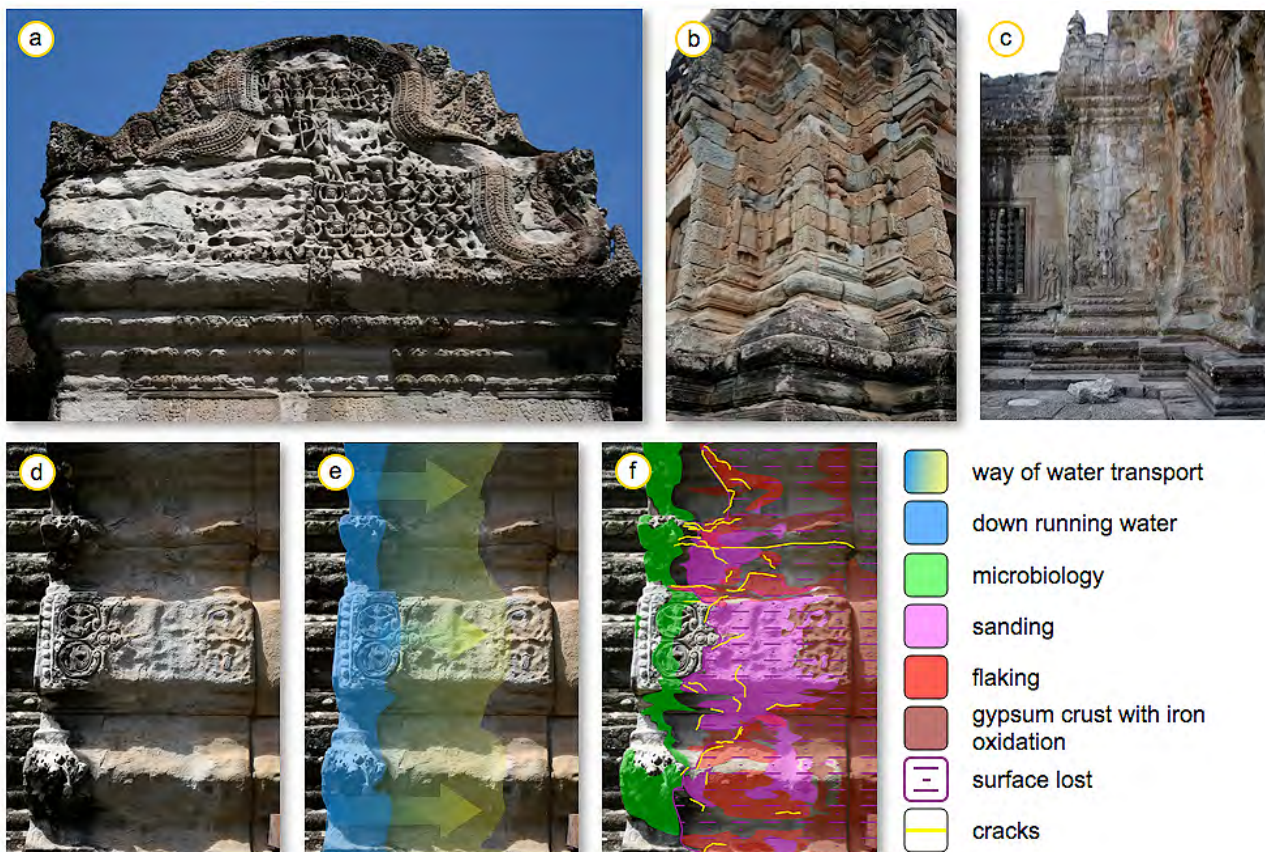 a
b
c
d
e
f
way of water transport
down running water
microbiology
sanding
flaking
gypsum crust with iron
oxidation
surface lost
cracks